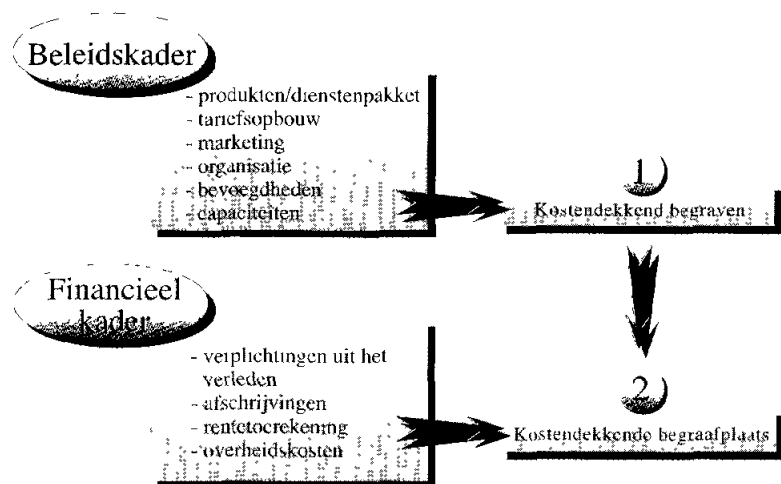 Beleidskader
- produkten/dienstenpakket
- tariefsopbouw
- marketing
- organisatie
- bevoegdheden
- capaciteiten
1
Kostendekkend begraven
Financieel
kader
- verplichtingen uit het
verleden
- afschrijvingen
- rentetoerekening
- overheidskosten
2
Kostendekkende begraafplaats